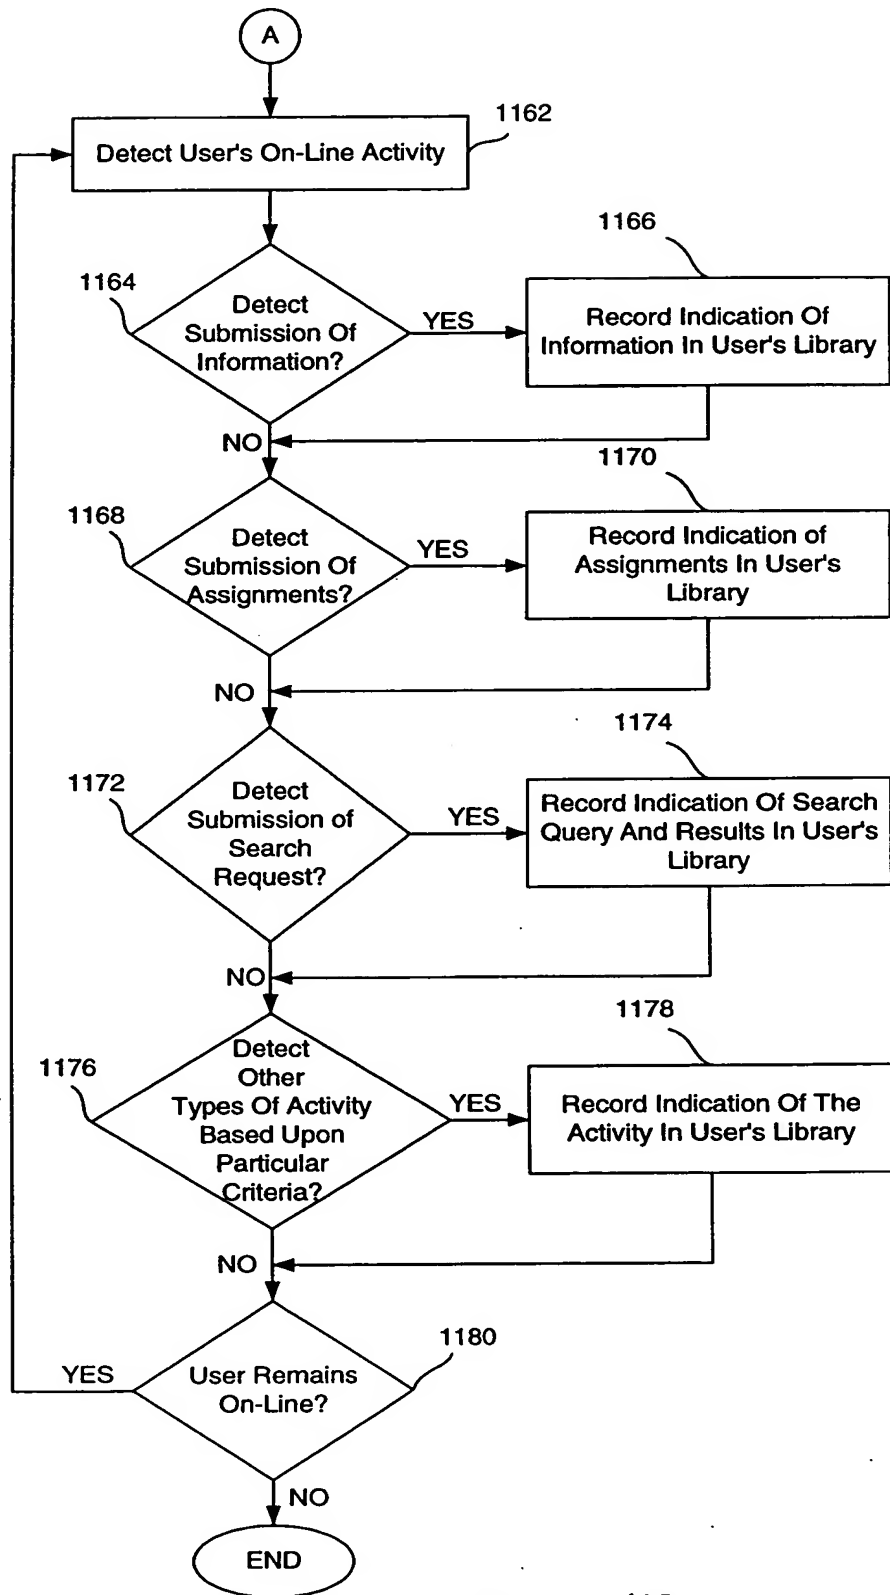 A
1162
Detect User's On-Line Activity
1166
1164
Detect
Submission Of
Information?
YES
Record Indication Of
Information In User's Library
NO
1170
1168
Detect
Submission Of
Assignments?
YES
Record Indication of
Assignments In User's
Library
NO
1174
1172
Detect
Submission of
Search
Request?
YES
Record Indication Of Search
Query And Results In User's
Library
NO
1178
1176
Detect
Other
Types Of Activity
Based Upon
Particular
Criteria?
YES
Record Indication Of The
Activity In User's Library
NO
1180
YES
User Remains
On-Line?
NO
END